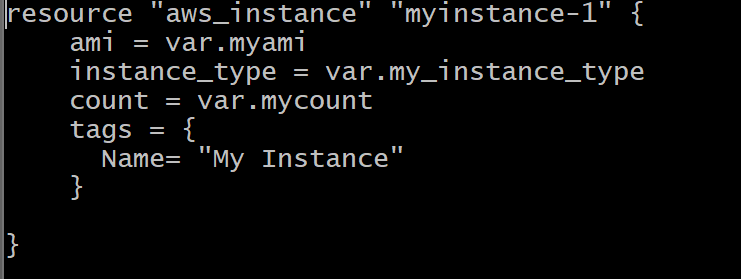 resource "aws_instance" "myinstance-1" {
    ami = var.myami
    instance_type = var.my_instance_type
    count = var.mycount
    tags = {
      Name= "My Instance"
    }

}